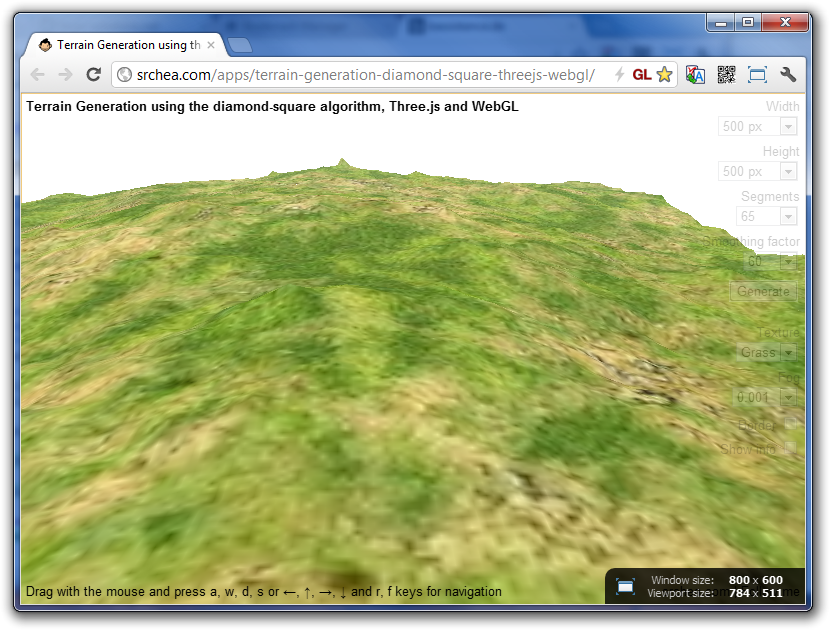 Terrain Generation using th
srchea.com/apps/terrain-generation-diamond-square-threejs-webgl/
GL
Terrain Generation using the diamond-square algorithm, Three.js and WebGL
Width
500 px
Height
500 px
Segments
65
Smoothing factor
60
Generate
Texture
Grass
Fog
0.001
Border
Show info
Drag with the mouse and press a, w, d, s or ←, ↑, →, ↓ and r, f keys for navigation
Window size: 800 x 600
Viewport size: 784 x 511